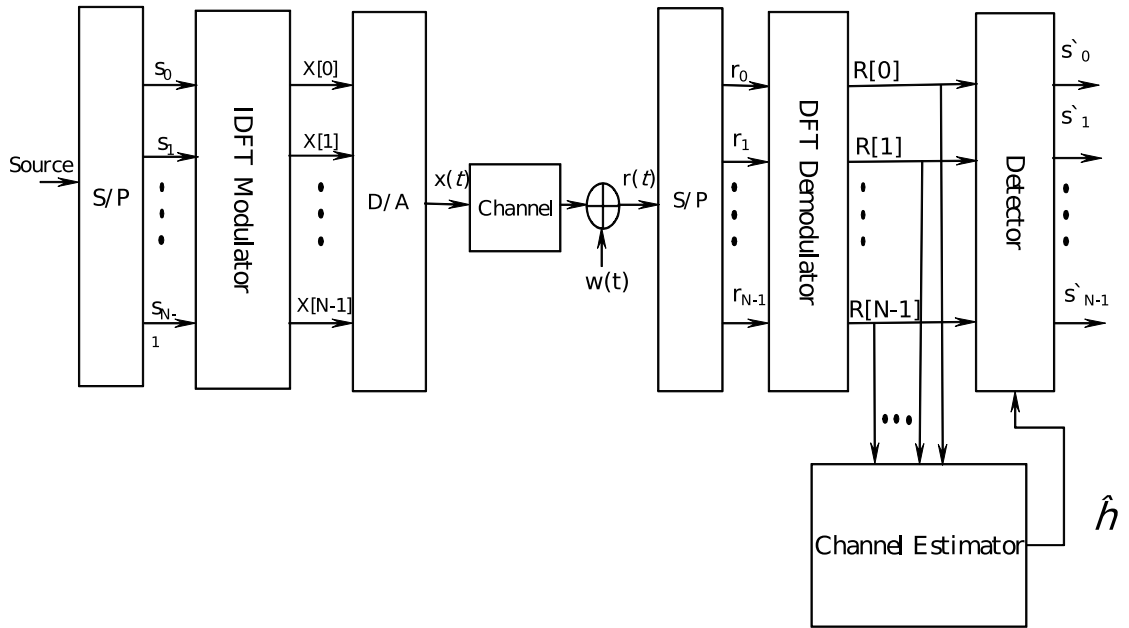 Source
S/P
s0
s1
sN-1
IDFT Modulator
X[0]
X[1]
X[N-1]
D/A
x(t)
Channel
w(t)
r(t)
S/P
r0
r1
rN-1
DFT Demodulator
R[0]
R[1]
R[N-1]
Detector
s`0
s`1
s`N-1
Channel Estimator
ĥ